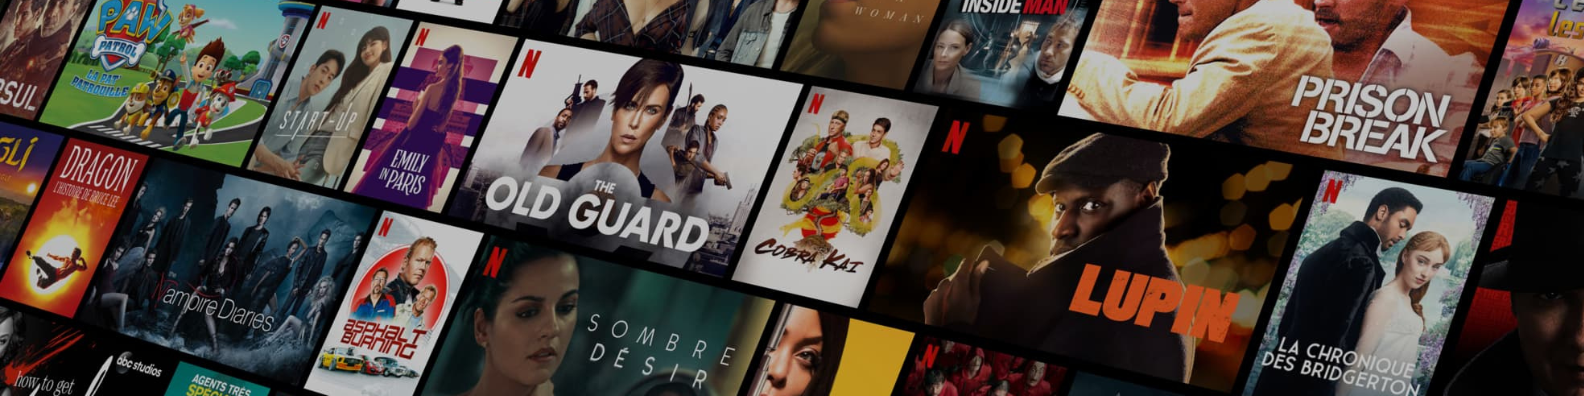 WOMAN
INSIDE MAN
PAW
PATROL
LA PAT'
PATROUILLE
START-UP
EMILY
IN PARIS
THE
OLD GUARD
COBRA KAI
PRISON
BREAK
DRAGON
L'HISTOIRE DE BRUCE LEE
Vampire Diaries
ASPHALT
BURNING
SOMBRE
DÉSIR
LUPIN
LA CHRONIQUE
DES BRIDGERTON
how to get
abc studios
AGENTS TRÈS
N
N
N
N
N
N
N
N
N
N